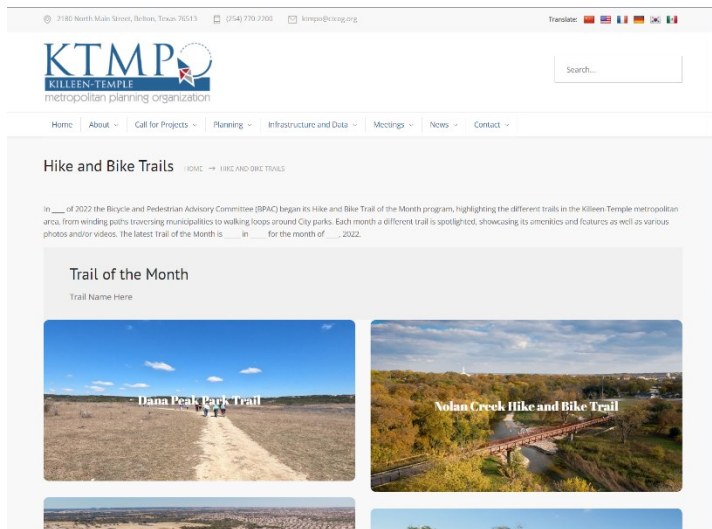 2180 North Main Street, Belton, Texas 76513 (254) 770 2200 ktmpo@ctcog.org Translate:
KTMPO
KILLEEN-TEMPLE
metropolitan planning organization
Search...
Home About Call for Projects Planning Infrastructure and Data Meetings News Contact
Hike and Bike Trails HOME → HIKE AND BIKE TRAILS
In ___ of 2022 the Bicycle and Pedestrian Advisory Committee (BPAC) began its Hike and Bike Trail of the Month program, highlighting the different trails in the Killeen-Temple metropolitan
area, from winding paths traversing municipalities to walking loops around City parks. Each month a different trail is spotlighted, showcasing its amenities and features as well as various
photos and/or videos. The latest Trail of the Month is ____ in ____ for the month of ___, 2022.
Trail of the Month
Trail Name Here
Dana Peak Park Trail
Nolan Creek Hike and Bike Trail